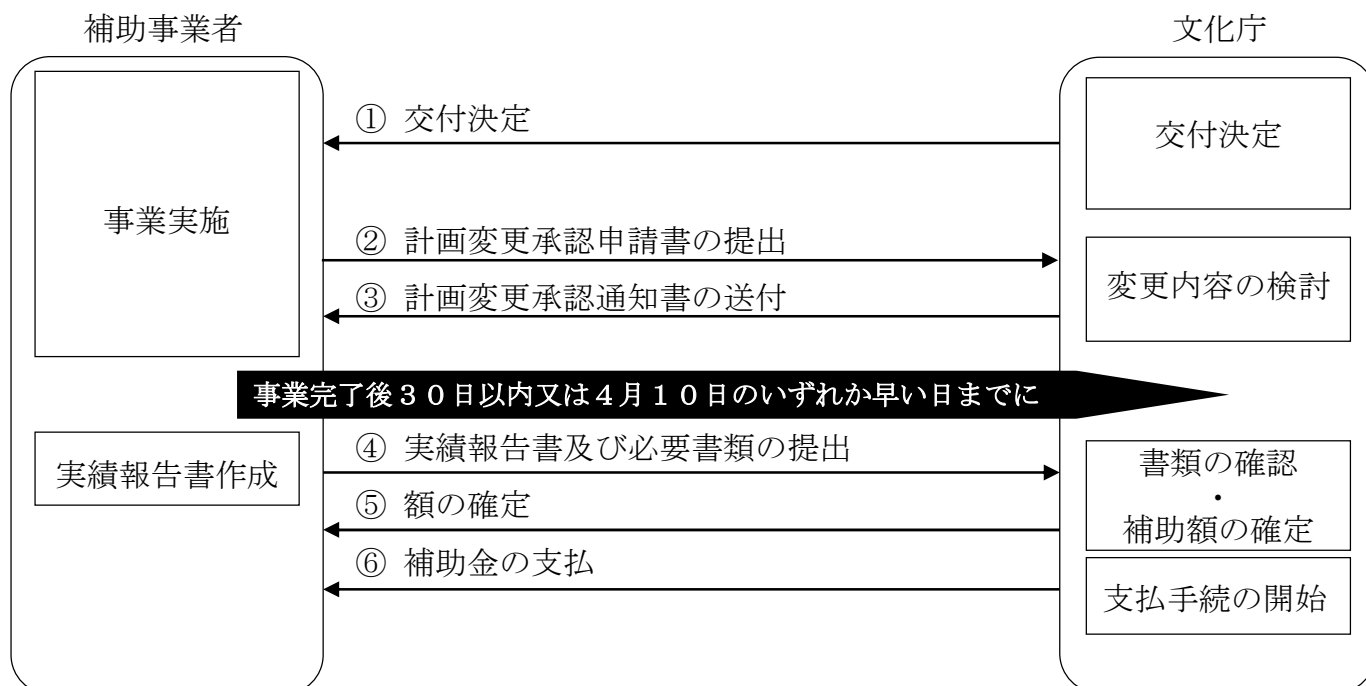 補助事業者
文化庁
① 交付決定
交付決定
事業実施
② 計画変更承認申請書の提出
変更内容の検討
③ 計画変更承認通知書の送付
事業完了後３０日以内又は４月１０日のいずれか早い日までに
④ 実績報告書及び必要書類の提出
実績報告書作成
書類の確認
・
補助額の確定
⑤ 額の確定
⑥ 補助金の支払
支払手続の開始